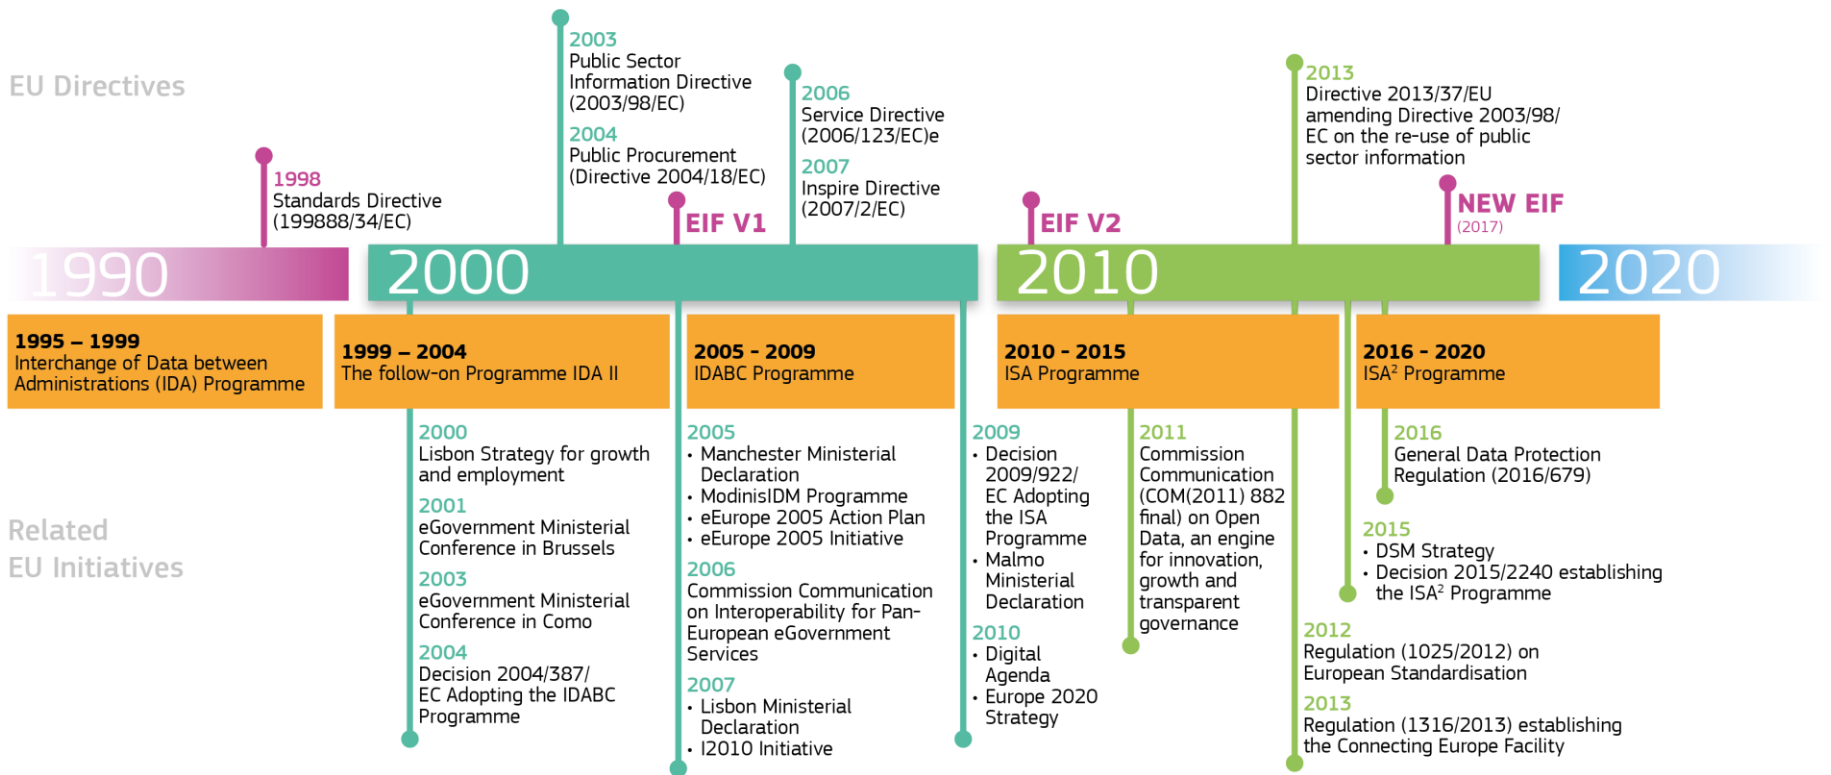 EU Directives
1998
Standards Directive
(199888/34/EC)
2003
Public Sector
Information Directive
(2003/98/EC)
2004
Public Procurement
(Directive 2004/18/EC)
EIF V1
2006
Service Directive
(2006/123/EC)e
2007
Inspire Directive
(2007/2/EC)
EIF V2
2013
Directive 2013/37/EU
amending Directive 2003/98/
EC on the re-use of public
sector information
NEW EIF
(2017)
1990
2000
2010
2020
1995 – 1999
Interchange of Data between
Administrations (IDA) Programme
1999 – 2004
The follow-on Programme IDA II
2005 - 2009
IDABC Programme
2010 - 2015
ISA Programme
2016 - 2020
ISA² Programme
Related
EU Initiatives
2000
Lisbon Strategy for growth
and employment
2001
eGovernment Ministerial
Conference in Brussels
2003
eGovernment Ministerial
Conference in Como
2004
Decision 2004/387/
EC Adopting the IDABC
Programme
2005
• Manchester Ministerial
Declaration
• ModinisIDM Programme
• eEurope 2005 Action Plan
• eEurope 2005 Initiative
2006
Commission Communication
on Interoperability for Pan-
European eGovernment
Services
2007
• Lisbon Ministerial
Declaration
• I2010 Initiative
2009
• Decision
2009/922/
EC Adopting
the ISA
Programme
• Malmo
Ministerial
Declaration
2010
• Digital
Agenda
• Europe 2020
Strategy
2011
Commission
Communication
(COM(2011) 882
final) on Open
Data, an engine
for innovation,
growth and
transparent
governance
2016
General Data Protection
Regulation (2016/679)
2015
• DSM Strategy
• Decision 2015/2240 establishing
the ISA² Programme
2012
Regulation (1025/2012) on
European Standardisation
2013
Regulation (1316/2013) establishing
the Connecting Europe Facility